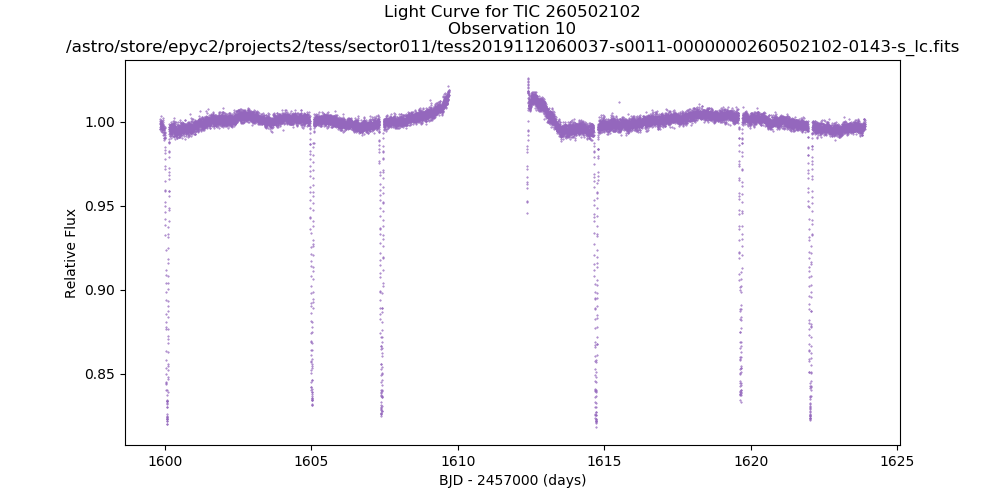 Light Curve for TIC 260502102
Observation 10
/astro/store/epyc2/projects2/tess/sector011/tess2019112060037-s0011-0000000260502102-0143-s_lc.fits
1.00
0.95
0.90
0.85
Relative Flux
1600
1605
1610
1615
1620
1625
BJD - 2457000 (days)